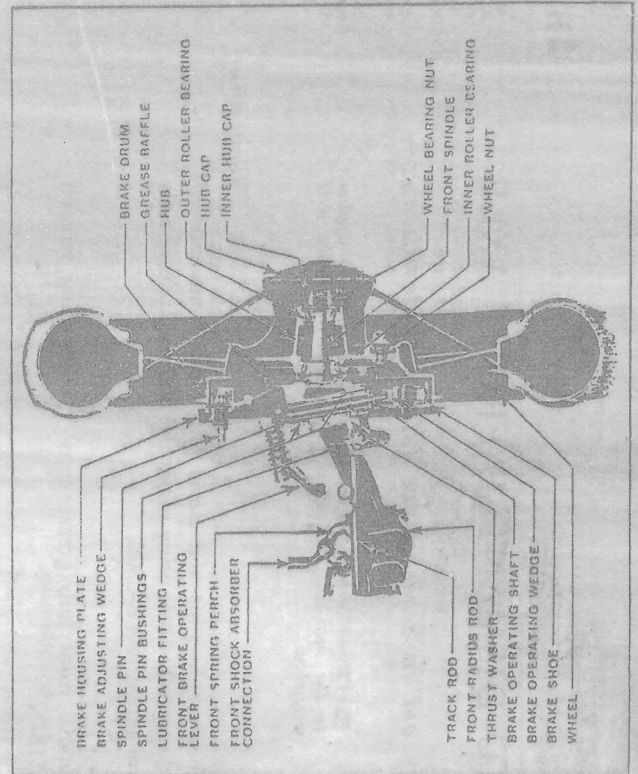 BRAKE DRUM
GREASE BAFFLE
HUB
OUTER ROLLER BEARING
HUB CAP
INNER HUB CAP
WHEEL BEARING NUT
FRONT SPINDLE
INNER ROLLER BEARING
WHEEL NUT
BRAKE HOUSING PLATE
BRAKE ADJUSTING WEDGE
SPINDLE PIN
SPINDLE PIN BUSHINGS
LUBRICATOR FITTING
FRONT BRAKE OPERATING
LEVER
FRONT SPRING PERCH
FRONT SHOCK ABSORBER
CONNECTION
TRACK ROD
FRONT RADIUS ROD
THRUST WASHER
BRAKE OPERATING SHAFT
BRAKE OPERATING WEDGE
BRAKE SHOE
WHEEL